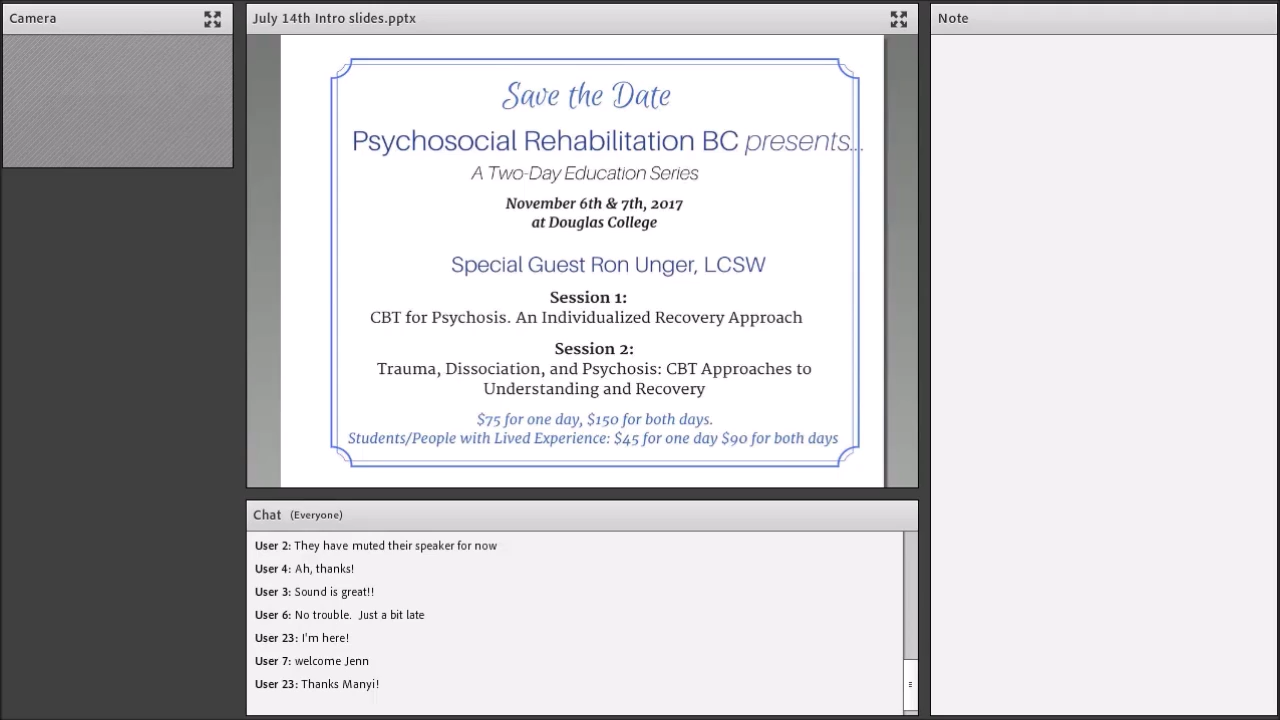 Camera
July 14th Intro slides.pptx
Note
Save the Date
Psychosocial Rehabilitation BC presents...
A Two-Day Education Series
November 6th & 7th, 2017
at Douglas College
Special Guest Ron Unger, LCSW
Session 1:
CBT for Psychosis. An Individualized Recovery Approach
Session 2:
Trauma, Dissociation, and Psychosis: CBT Approaches to
Understanding and Recovery
$75 for one day, $150 for both days.
Students/People with Lived Experience: $45 for one day $90 for both days
Chat (Everyone)
User 2: They have muted their speaker for now
User 4: Ah, thanks!
User 3: Sound is great!!
User 6: No trouble.  Just a bit late
User 23: I'm here!
User 7: welcome Jenn
User 23: Thanks Manyi!